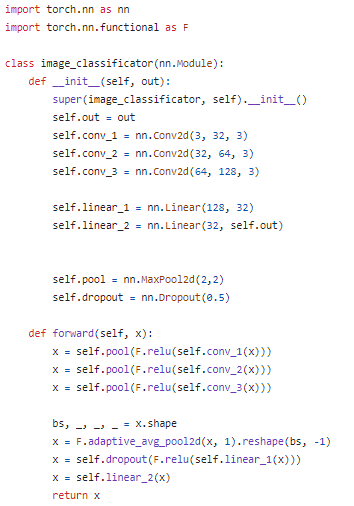 import torch.nn as nn
import torch.nn.functional as F
class image_classificator(nn.Module):
    def __init__(self, out):
        super(image_classificator, self).__init__()
        self.out = out
        self.conv_1 = nn.Conv2d(3, 32, 3)
        self.conv_2 = nn.Conv2d(32, 64, 3)
        self.conv_3 = nn.Conv2d(64, 128, 3)
        self.linear_1 = nn.Linear(128, 32)
        self.linear_2 = nn.Linear(32, self.out)
        self.pool = nn.MaxPool2d(2,2)
        self.dropout = nn.Dropout(0.5)
    def forward(self, x):
        x = self.pool(F.relu(self.conv_1(x)))
        x = self.pool(F.relu(self.conv_2(x)))
        x = self.pool(F.relu(self.conv_3(x)))
        bs, _, _, _ = x.shape
        x = F.adaptive_avg_pool2d(x, 1).reshape(bs, -1)
        x = self.dropout(F.relu(self.linear_1(x)))
        x = self.linear_2(x)
        return x